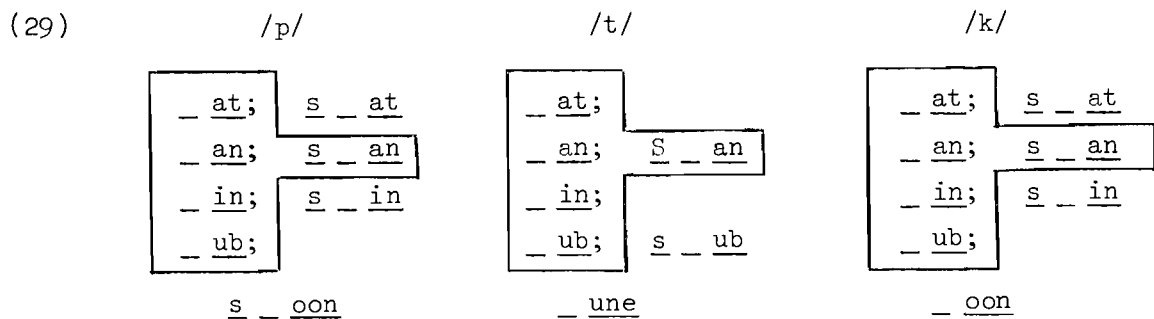 (29) /p/ /t/ /k/
_ at; s _ at _ at; _ at; s _ at
_ an; s _ an _ an; S _ an _ an; s _ an
_ in; s _ in _ in; _ in; s _ in
_ ub; _ ub; s _ ub _ ub;
s _ oon _ une _ oon